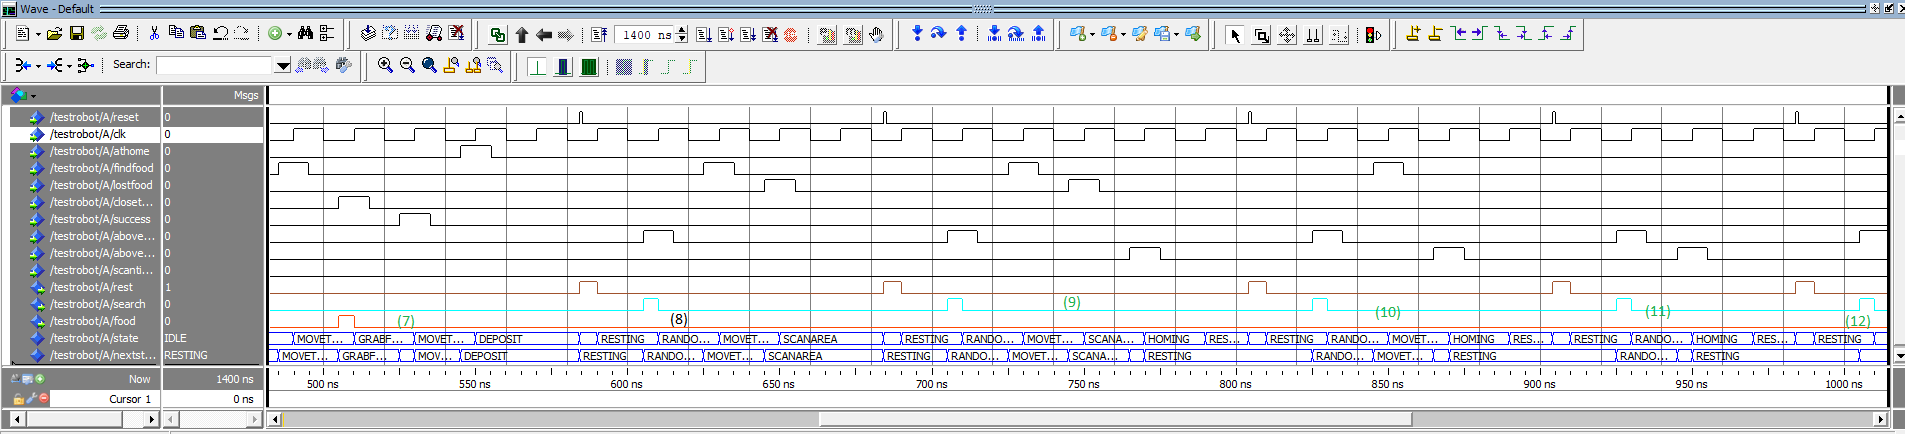 Wave - Default
1400 ns
Search:
Msgs
/testrobot/A/reset 0
/testrobot/A/clk 0
/testrobot/A/athome 0
/testrobot/A/findfood 0
/testrobot/A/lostfood 0
/testrobot/A/closet... 0
/testrobot/A/success 0
/testrobot/A/above... 0
/testrobot/A/above... 0
/testrobot/A/scanti... 0
/testrobot/A/rest 1
/testrobot/A/search 0 (9)
/testrobot/A/food 0 (7) (8) (10) (11) (12)
/testrobot/A/state IDLE MOVET... GRABF... MOVET... DEPOSIT RESTING RANDO... MOVET... SCANAREA RESTING RANDO... MOVET... SCANA... HOMING RES... RESTING RANDO... MOVET... HOMING RES... RESTING RANDO... HOMING RES... RESTING
/testrobot/A/nextst... RESTING MOVET... GRABF... MOV... DEPOSIT RESTING RANDO... MOVET... SCANAREA RESTING RANDO... MOVET... SCANA... RESTING RANDO... MOVET... RESTING RANDO... RESTING
Now 1400 ns 500 ns 550 ns 600 ns 650 ns 700 ns 750 ns 800 ns 850 ns 900 ns 950 ns 1000 ns
Cursor 1 0 ns